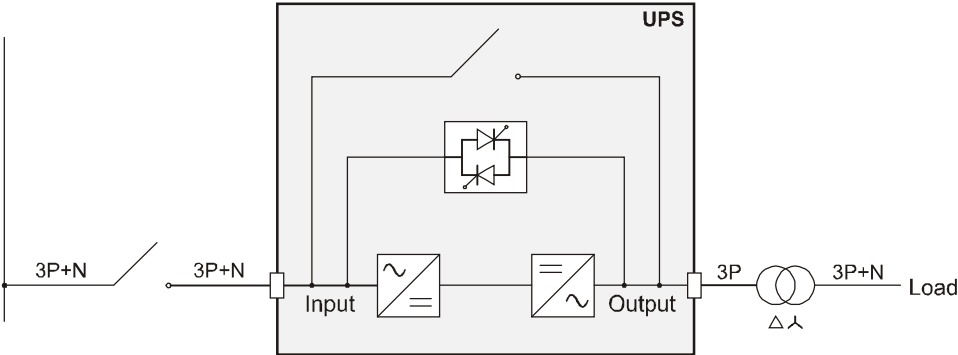 UPS
3P+N
3P+N
Input
Output
3P
3P+N
Load